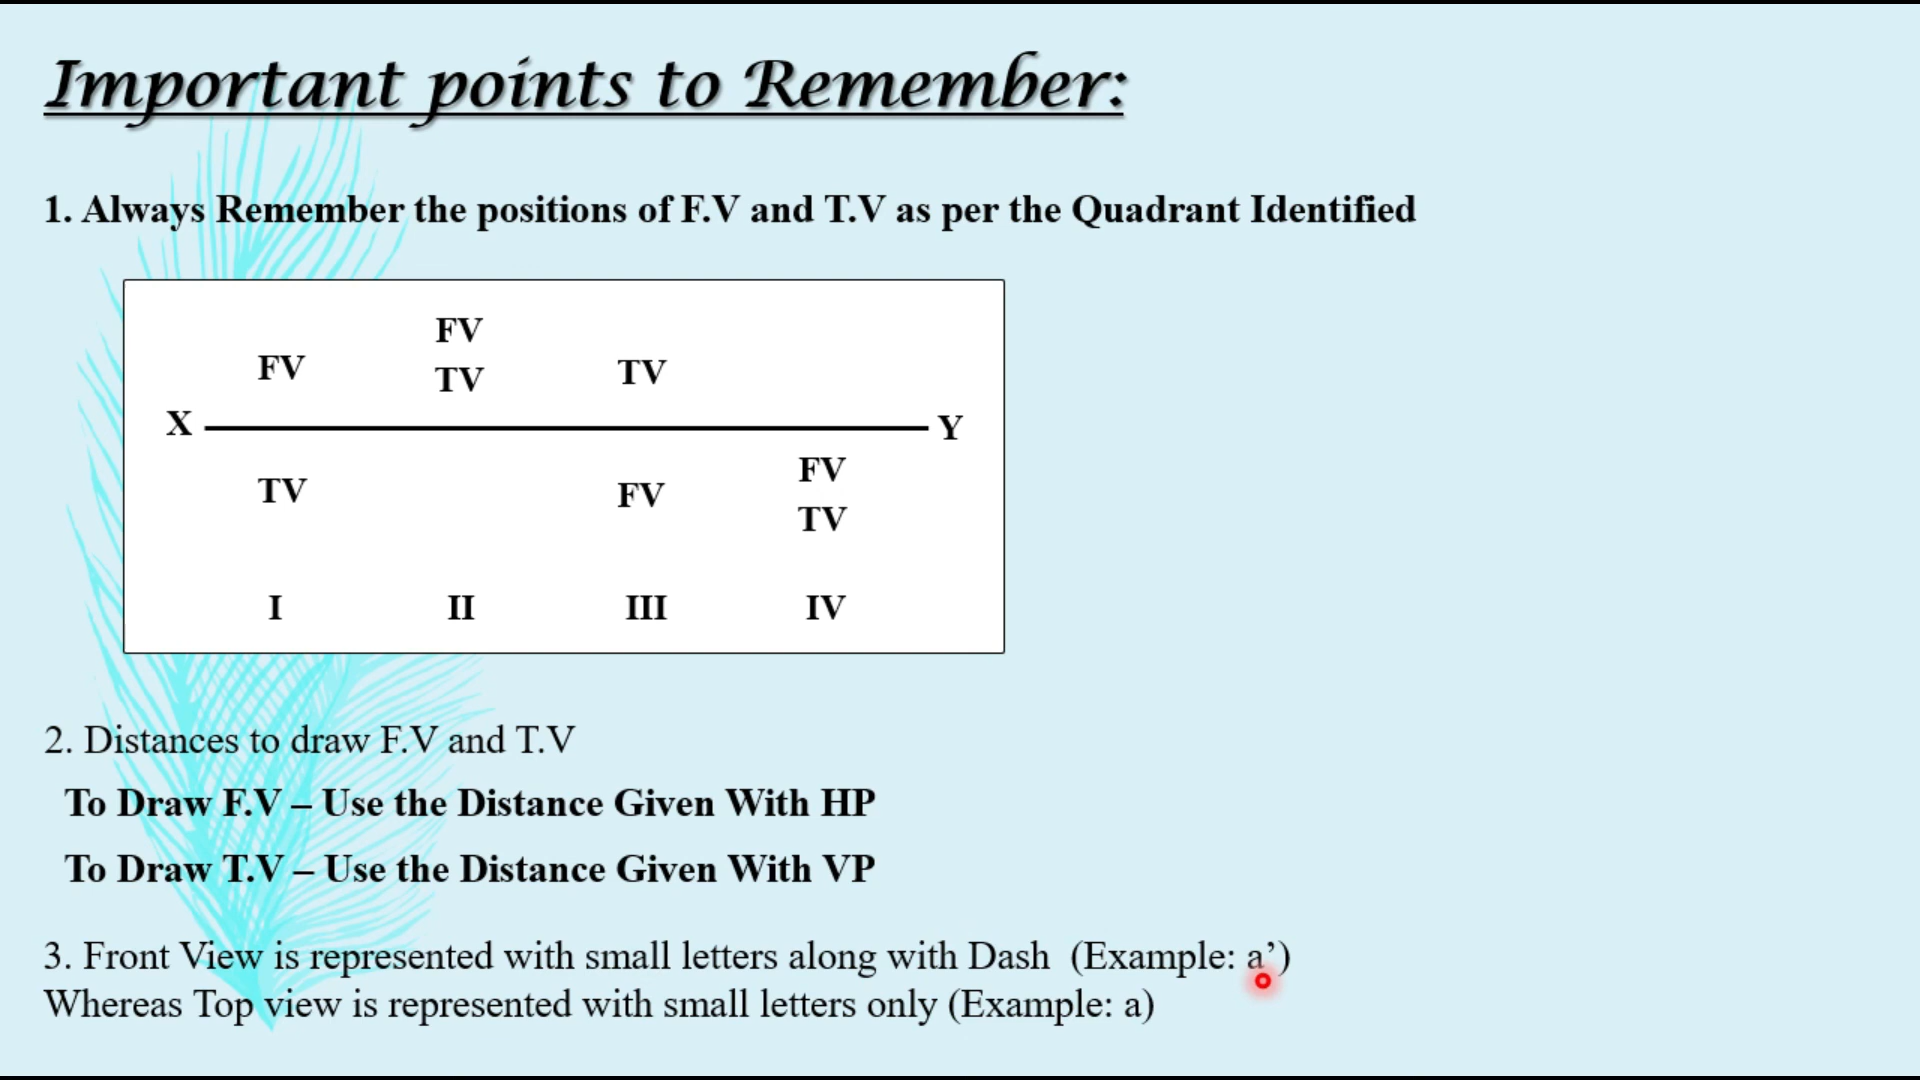 Important points to Remember:
1. Always Remember the positions of F.V and T.V as per the Quadrant Identified
FV
FV
TV
TV
X
Y
TV
FV
FV
TV
I
II
III
IV
2. Distances to draw F.V and T.V
To Draw F.V – Use the Distance Given With HP
To Draw T.V – Use the Distance Given With VP
3. Front View is represented with small letters along with Dash (Example: a’)
Whereas Top view is represented with small letters only (Example: a)